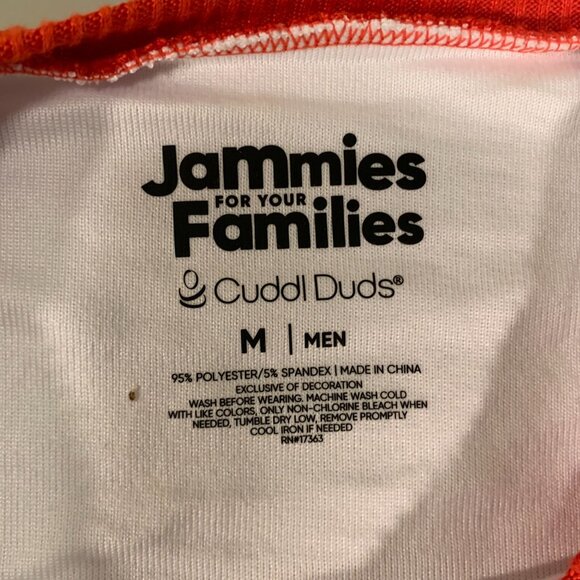 Jammies
FOR YOUR
Families
Cuddl Duds®
M | MEN
95% POLYESTER/5% SPANDEX | MADE IN CHINA
EXCLUSIVE OF DECORATION
WASH BEFORE WEARING. MACHINE WASH COLD
WITH LIKE COLORS, ONLY NON-CHLORINE BLEACH WHEN
NEEDED, TUMBLE DRY LOW, REMOVE PROMPTLY
COOL IRON IF NEEDED
RN#17363